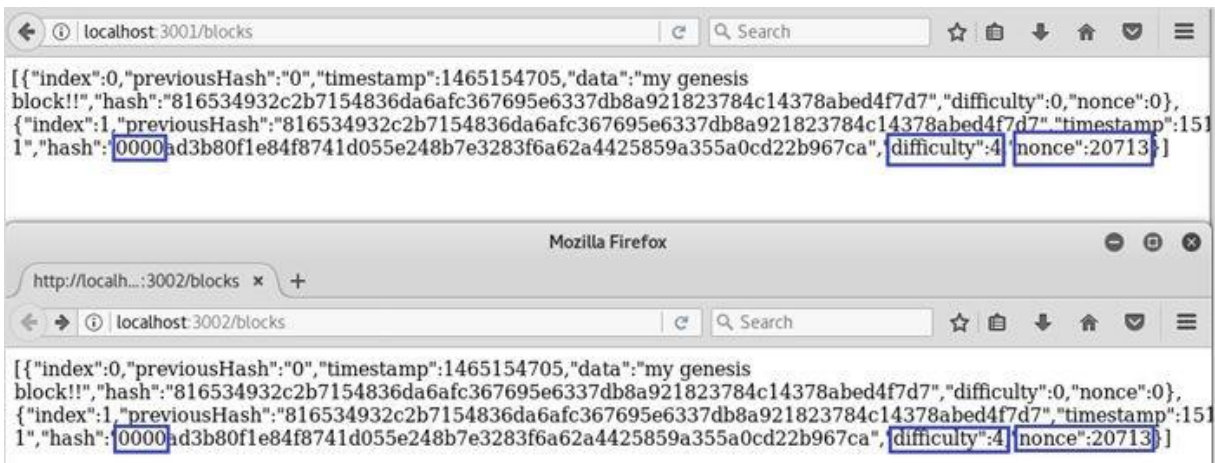 localhost:3001/blocks
Search
[{"index":0,"previousHash":"0","timestamp":1465154705,"data":"my genesis
block!!","hash":"816534932c2b7154836da6afc367695e6337db8a921823784c14378abed4f7d7","difficulty":0,"nonce":0},
{"index":1,"previousHash":"816534932c2b7154836da6afc367695e6337db8a921823784c14378abed4f7d7","timestamp":151
1","hash":"0000ad3b80f1e84f8741d055e248b7e3283f6a62a4425859a355a0cd22b967ca","difficulty":4,"nonce":20713}]
Mozilla Firefox
http://localh...:3002/blocks
localhost:3002/blocks
Search
[{"index":0,"previousHash":"0","timestamp":1465154705,"data":"my genesis
block!!","hash":"816534932c2b7154836da6afc367695e6337db8a921823784c14378abed4f7d7","difficulty":0,"nonce":0},
{"index":1,"previousHash":"816534932c2b7154836da6afc367695e6337db8a921823784c14378abed4f7d7","timestamp":151
1","hash":"0000ad3b80f1e84f8741d055e248b7e3283f6a62a4425859a355a0cd22b967ca","difficulty":4,"nonce":20713}]